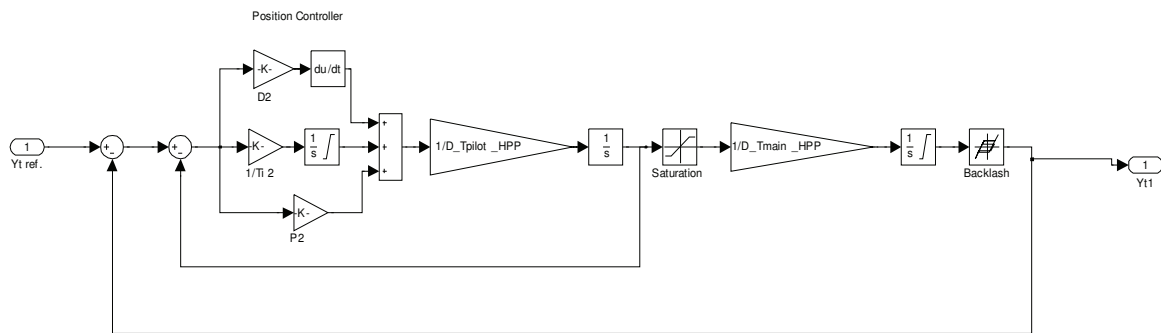 Position Controller
-K-
du/dt
D2
+
1
Yt ref.
+
-
+
-
-K-
1/Ti 2
1
s
+
+
1/D_Tpilot _HPP
1
s
Saturation
1/D_Tmain _HPP
1
s
Backlash
1
Yt1
-K-
P2